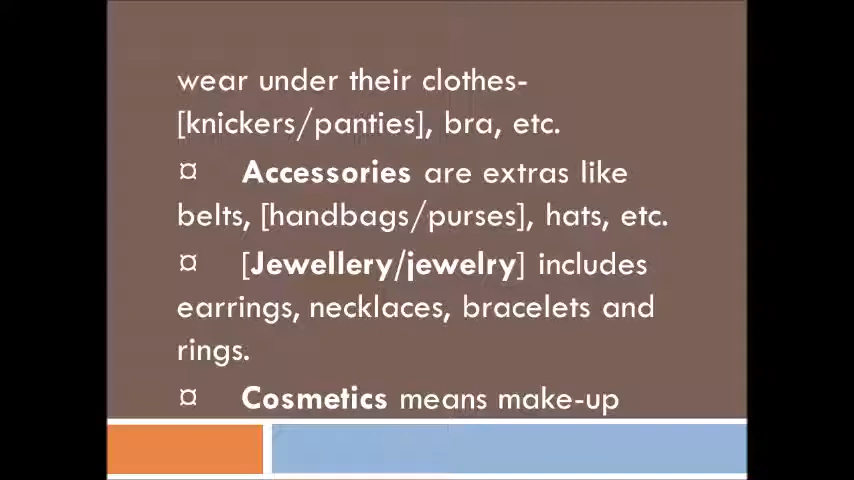 wear under their clothes-
[knickers/panties], bra, etc.
¤ Accessories are extras like
belts, [handbags/purses], hats, etc.
¤ [Jewellery/jewelry] includes
earrings, necklaces, bracelets and
rings.
¤ Cosmetics means make-up